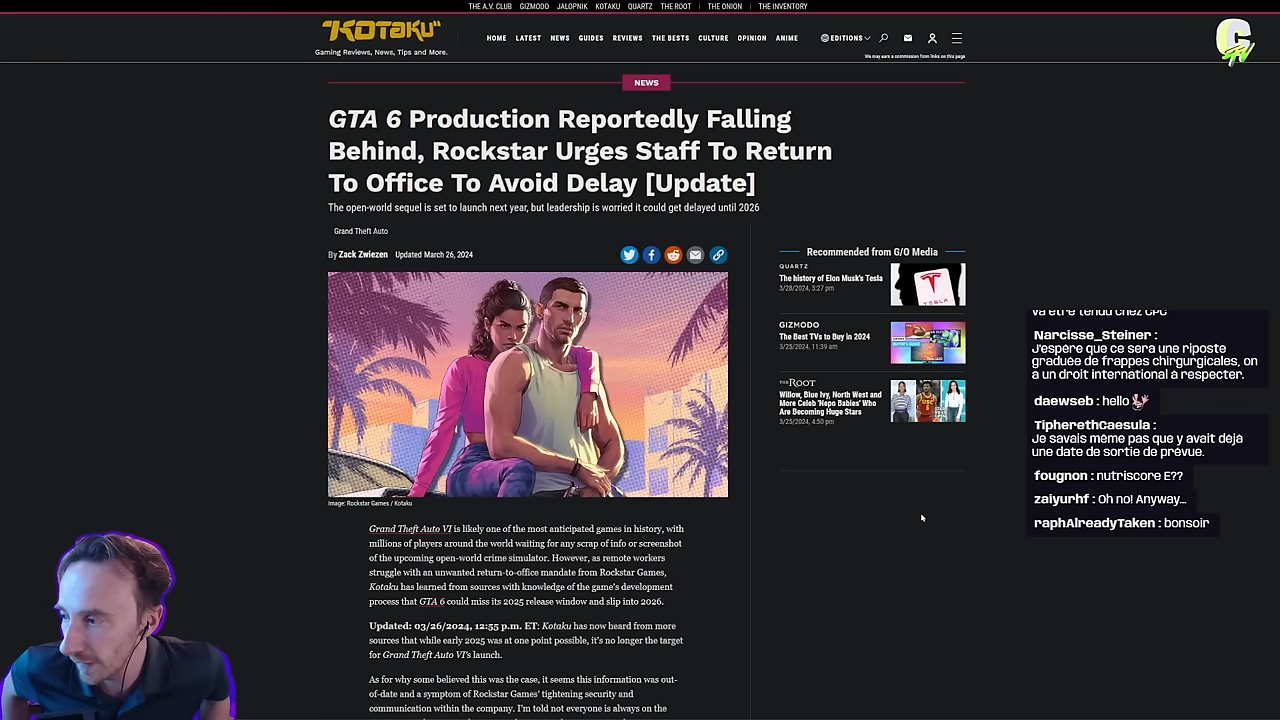 THE A.V. CLUB GIZMODO JALOPNIK KOTAKU QUARTZ THE ROOT THE ONION THE INVENTORY
KOTAKU
Gaming Reviews, News, Tips and More.
HOME LATEST NEWS GUIDES REVIEWS THE BESTS CULTURE OPINION ANIME EDITIONS
We may earn a commission from links on this page
NEWS
GTA 6 Production Reportedly Falling
Behind, Rockstar Urges Staff To Return
To Office To Avoid Delay [Update]
The open-world sequel is set to launch next year, but leadership is worried it could get delayed until 2026
Grand Theft Auto
By Zack Zwiezen Updated March 26, 2024
Image: Rockstar Games / Kotaku
Grand Theft Auto VI is likely one of the most anticipated games in history, with
millions of players around the world waiting for any scrap of info or screenshot
of the upcoming open-world crime simulator. However, as remote workers
struggle with an unwanted return-to-office mandate from Rockstar Games,
Kotaku has learned from sources with knowledge of the game's development
process that GTA 6 could miss its 2025 release window and slip into 2026.
Updated: 03/26/2024, 12:55 p.m. ET: Kotaku has now heard from more
sources that while early 2025 was at one point possible, it's no longer the target
for Grand Theft Auto VI's launch.
As for why some believed this was the case, it seems this information was out-
of-date and a symptom of Rockstar Games' tightening security and
communication within the company. I'm told not everyone is always on the
Recommended from G/O Media
QUARTZ
The history of Elon Musk's Tesla
3/28/2024, 3:27 pm
TESLA
GIZMODO
The Best TVs to Buy in 2024
3/25/2024, 11:39 am
THE ROOT
Willow, Blue Ivy, North West and
More Celeb 'Nepo Babies' Who
Are Becoming Huge Stars
3/25/2024, 4:50 pm
va être tendu chez CPC
Narcisse_Steiner :
J'espère que ce sera une riposte
graduée de frappes chirgurgicales, on
a un droit international à respecter.
daewseb : hello
TipherethCaesula :
Je savais même pas que y avait déjà
une date de sortie de prévue.
fougnon : nutriscore E??
zaiyurhf : Oh no! Anyway...
raphAlreadyTaken : bonsoir